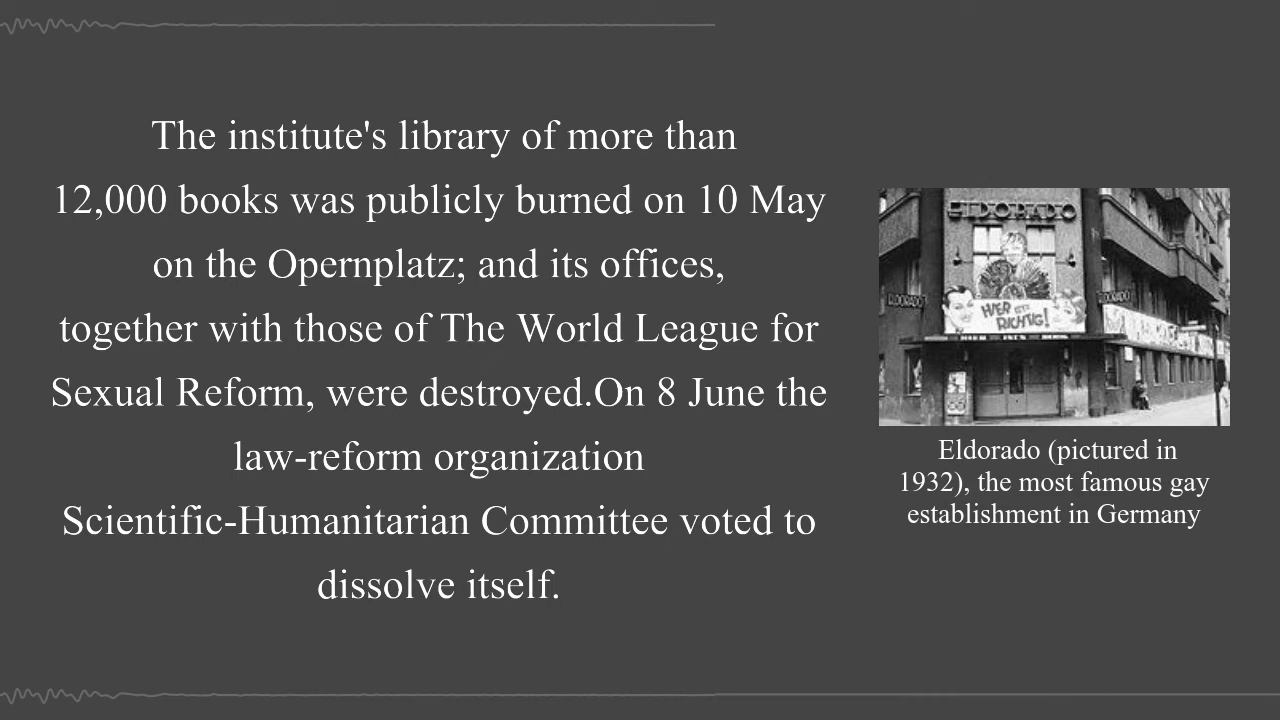 The institute's library of more than
12,000 books was publicly burned on 10 May
on the Opernplatz; and its offices,
together with those of The World League for
Sexual Reform, were destroyed.On 8 June the
law-reform organization
Scientific-Humanitarian Committee voted to
dissolve itself.
ELDORADO
ELDORADO
HIER IST'S
RICHTIG!
Eldorado (pictured in
1932), the most famous gay
establishment in Germany